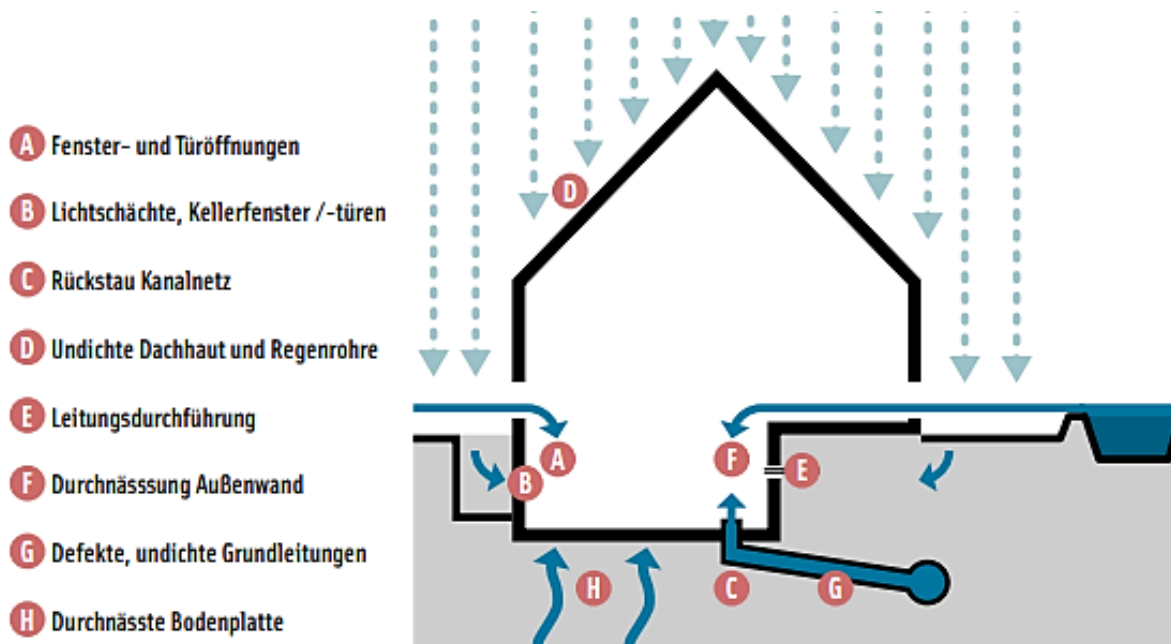 A Fenster- und Türöffnungen
B Lichtschächte, Kellerfenster /-türen
C Rückstau Kanalnetz
D Undichte Dachhaut und Regenrohre
E Leitungsdurchführung
F Durchnässsung Außenwand
G Defekte, undichte Grundleitungen
H Durchnässte Bodenplatte
D
A
F
E
B
H
C
G